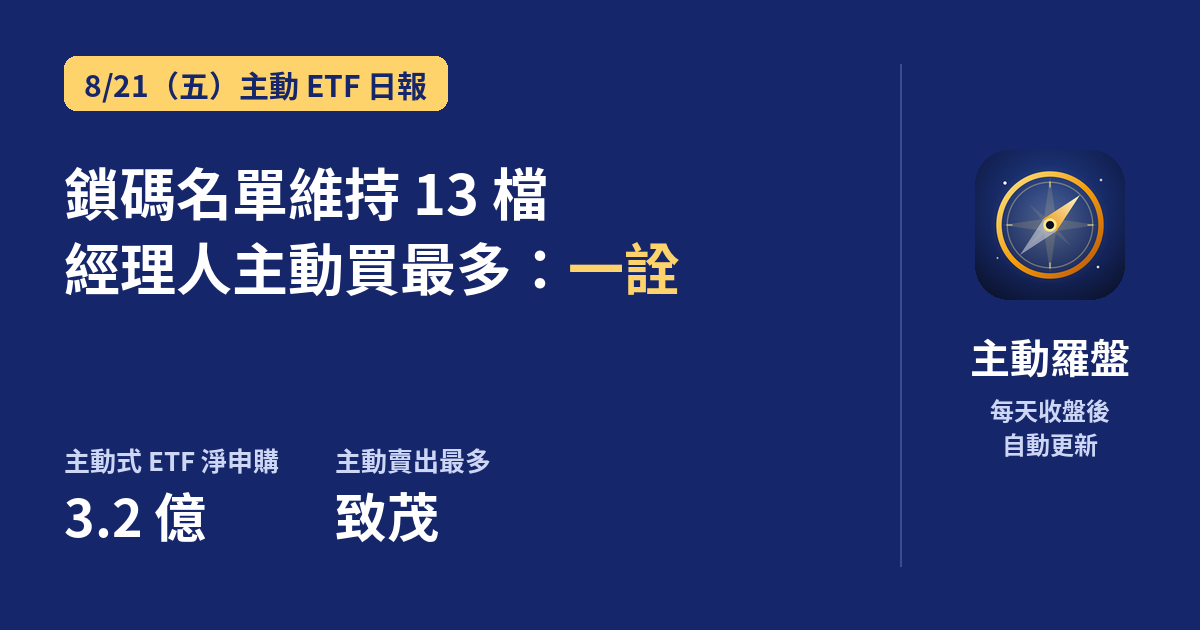 8/21（五）主動 ETF 日報
鎖碼名單維持 13 檔
經理人主動買最多：一詮
主動式 ETF 淨申購
3.2 億
主動賣出最多
致茂
主動羅盤
每天收盤後
自動更新